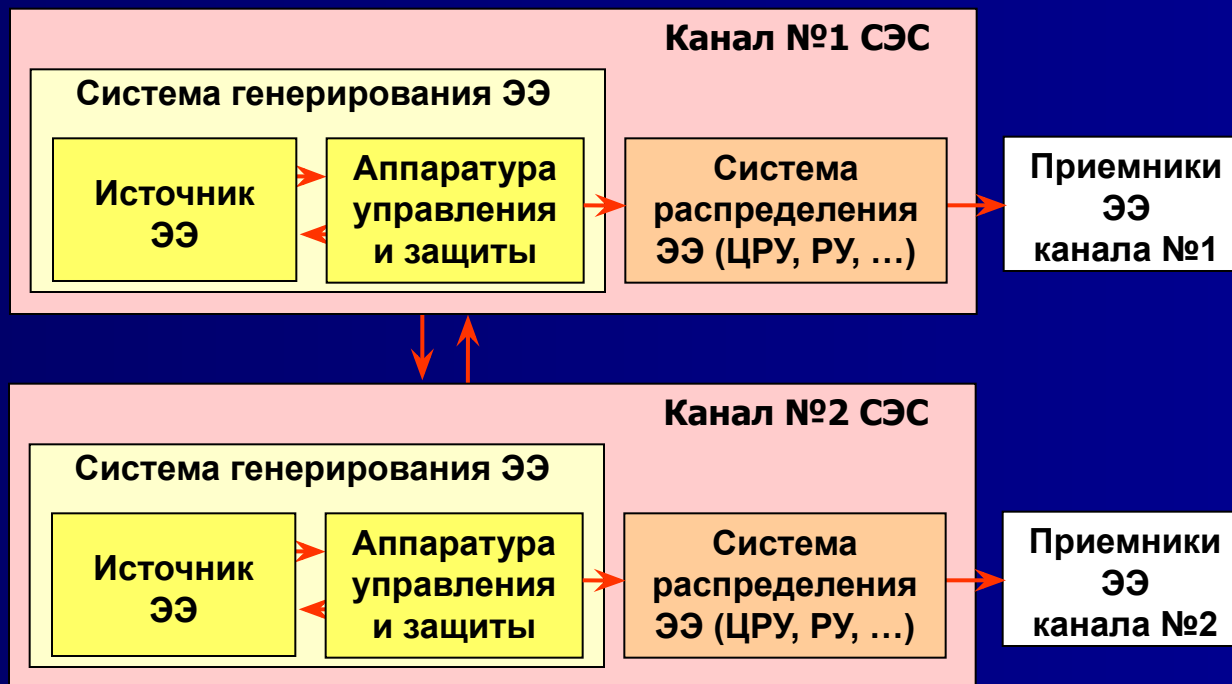 Канал №1 СЭС
Система генерирования ЭЭ
Источник
ЭЭ
Аппаратура
управления
и защиты
Система
распределения
ЭЭ (ЦРУ, РУ, ...)
Приемники
ЭЭ
канала №1
Канал №2 СЭС
Система генерирования ЭЭ
Источник
ЭЭ
Аппаратура
управления
и защиты
Система
распределения
ЭЭ (ЦРУ, РУ, ...)
Приемники
ЭЭ
канала №2